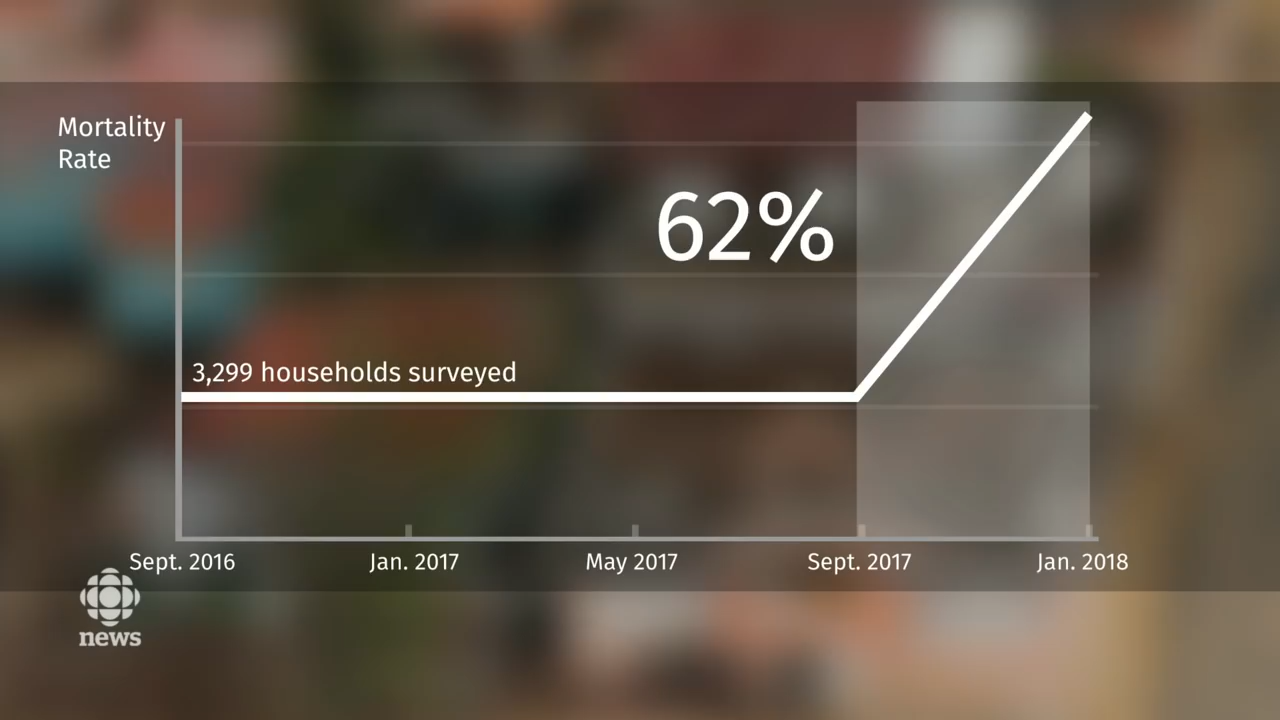 Mortality
Rate
62%
3,299 households surveyed
Sept. 2016
Jan. 2017
May 2017
Sept. 2017
Jan. 2018
news